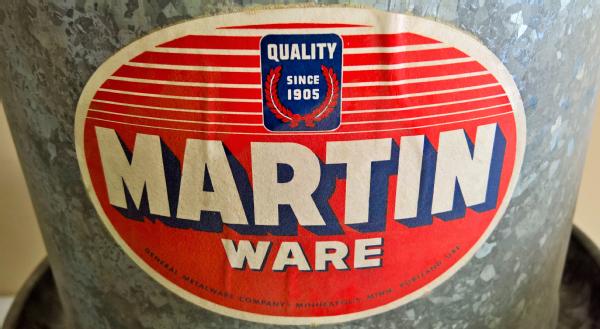 QUALITY
SINCE
1905
MARTIN
WARE
GENERAL METALWARE COMPANY · MINNEAPOLIS, MINN. PORTLAND ORE.